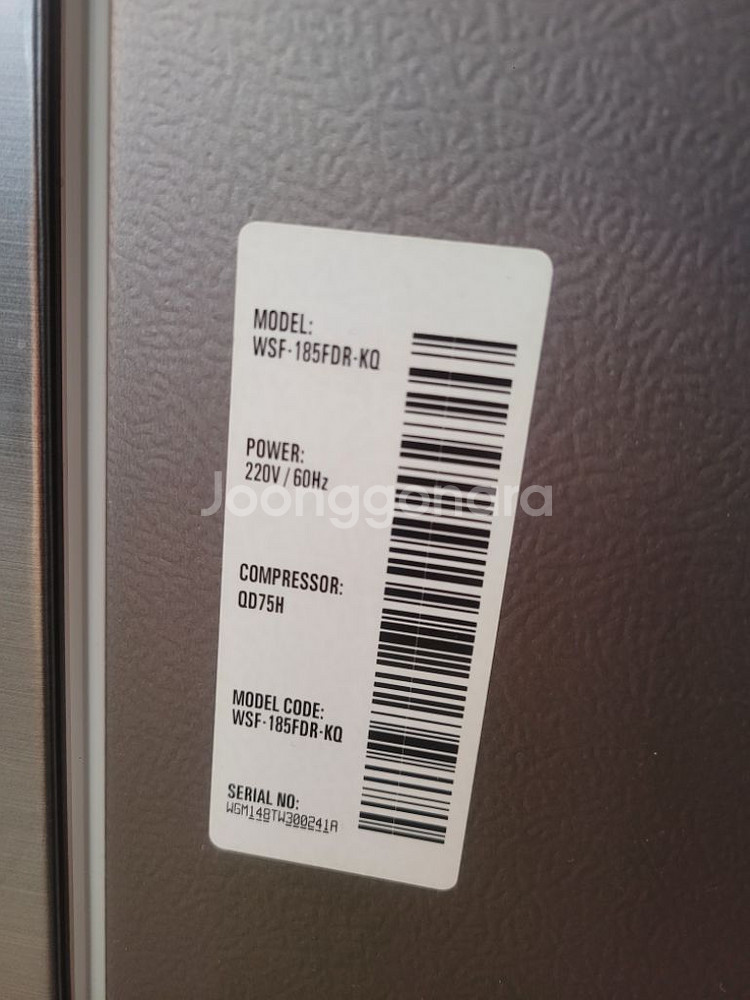 MODEL:
WSF-185FDR-KQ
POWER:
220V / 60Hz
Joonggonara
COMPRESSOR:
QD75H
MODEL CODE:
WSF-185FDR-KQ
SERIAL NO:
WGM148TW300241A